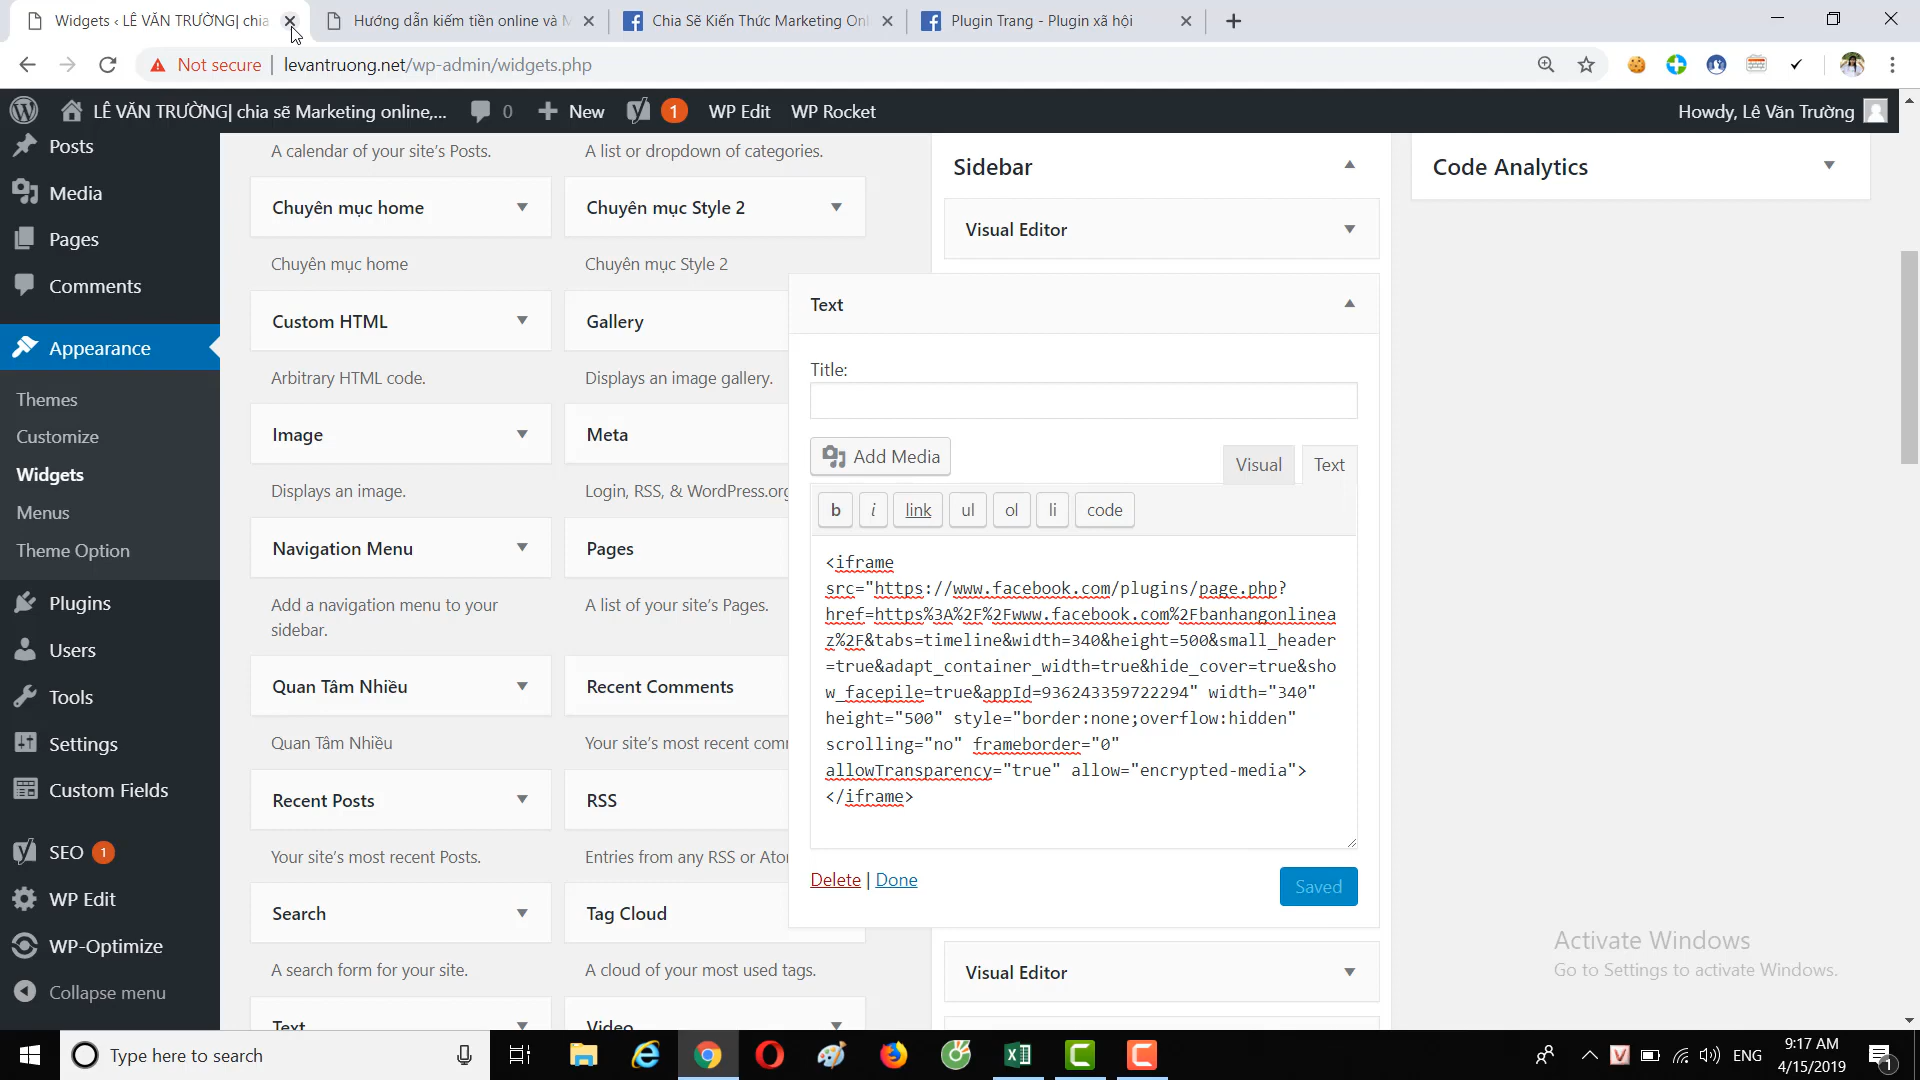 Widgets ‹ LÊ VĂN TRƯỜNG| chia
Hướng dẫn kiếm tiền online và M
Chia Sẽ Kiến Thức Marketing Onl
Plugin Trang - Plugin xã hội
Not secure
levantruong.net/wp-admin/widgets.php
LÊ VĂN TRƯỜNG| chia sẽ Marketing online,...
0
New
1
WP Edit
WP Rocket
Howdy, Lê Văn Trường
Posts
Media
Pages
Comments
Appearance
Themes
Customize
Widgets
Menus
Theme Option
Plugins
Users
Tools
Settings
Custom Fields
SEO 1
WP Edit
WP-Optimize
Collapse menu
A calendar of your site's Posts.
A list or dropdown of categories.
Chuyên mục home
Chuyên mục Style 2
Chuyên mục home
Chuyên mục Style 2
Custom HTML
Gallery
Arbitrary HTML code.
Displays an image gallery.
Image
Meta
Displays an image.
Login, RSS, & WordPress.org
Navigation Menu
Pages
Add a navigation menu to your
sidebar.
A list of your site's Pages.
Quan Tâm Nhiều
Recent Comments
Quan Tâm Nhiều
Your site's most recent comm
Recent Posts
RSS
Your site's most recent Posts.
Entries from any RSS or Ato
Search
Tag Cloud
A search form for your site.
A cloud of your most used tags.
Text
Video
Sidebar
Visual Editor
Text
Title:
Add Media
Visual
Text
b
i
link
ul
ol
li
code
<iframe
src="https://www.facebook.com/plugins/page.php?
href=https%3A%2F%2Fwww.facebook.com%2Fbanhangonlinea
z%2F&tabs=timeline&width=340&height=500&small_header
=true&adapt_container_width=true&hide_cover=true&sho
w_facepile=true&appId=936243359722294" width="340"
height="500" style="border:none;overflow:hidden"
scrolling="no" frameborder="0"
allowTransparency="true" allow="encrypted-media">
</iframe>
Delete | Done
Saved
Visual Editor
Code Analytics
Activate Windows
Go to Settings to activate Windows.
Type here to search
ENG
9:17 AM
4/15/2019
1